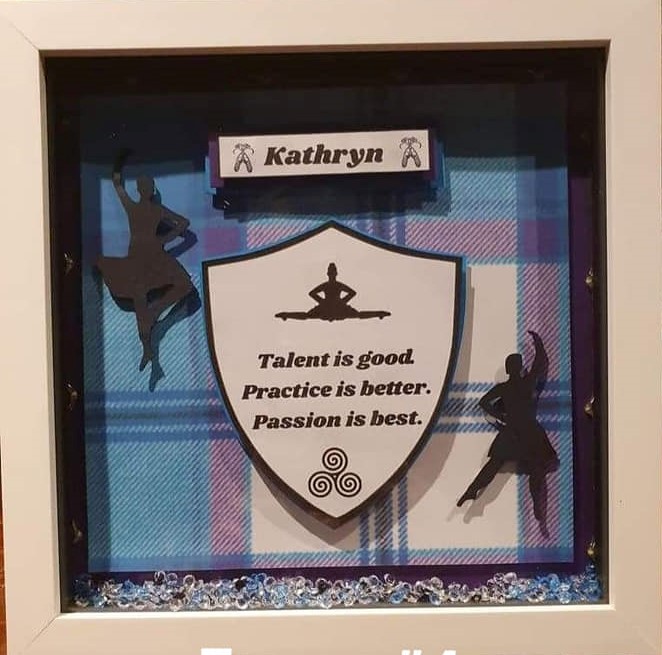 Kathryn
Talent is good.
Practice is better.
Passion is best.